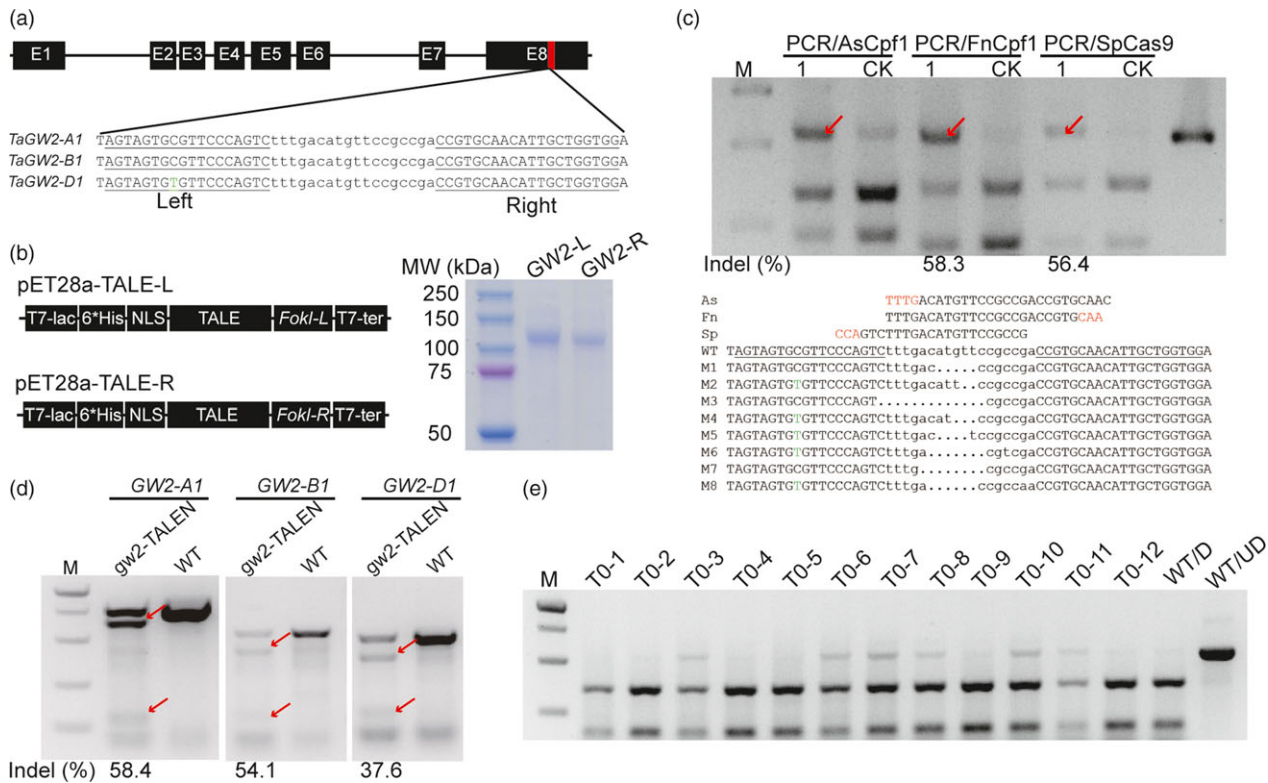 (a)
E1 E2 E3 E4 E5 E6 E7 E8
TaGW2-A1 TAGTAGTGCGTTCCCAGTCtttgacatgttccgccgaCCGTGCAACATTGCTGGTGGA
TaGW2-B1 TAGTAGTGCGTTCCCAGTCtttgacatgttccgccgaCCGTGCAACATTGCTGGTGGA
TaGW2-D1 TAGTAGTGTGTTCCCAGTCtttgacatgttccgccgaCCGTGCAACATTGCTGGTGGA
Left Right
(b)
pET28a-TALE-L
T7-lac 6*His NLS TALE FokI-L T7-ter
pET28a-TALE-R
T7-lac 6*His NLS TALE FokI-R T7-ter
MW (kDa) GW2-L GW2-R
250
150
100
75
50
(c)
PCR/AsCpf1 PCR/FnCpf1 PCR/SpCas9
M 1 CK 1 CK 1 CK
Indel (%) 58.3 56.4
As TTTGACATGTTCCGCCGACCGTGCAAC
Fn TTTGACATGTTCCGCCGACCGTGCAA
Sp CCAGTCTTTGACATGTTCCGCCG
WT TAGTAGTGCGTTCCCAGTCtttgacatgttccgccgaCCGTGCAACATTGCTGGTGGA
M1 TAGTAGTGCGTTCCCAGTCtttgac.....ccgccgaCCGTGCAACATTGCTGGTGGA
M2 TAGTAGTGTGTTCCCAGTCtttgacatt..ccgccgaCCGTGCAACATTGCTGGTGGA
M3 TAGTAGTGCGTTCCCAGT.............cgccgaCCGTGCAACATTGCTGGTGGA
M4 TAGTAGTGTGTTCCCAGTCtttgacat...ccgccgaCCGTGCAACATTGCTGGTGGA
M5 TAGTAGTGTGTTCCCAGTCtttgac.....tccgccgaCCGTGCAACATTGCTGGTGGA
M6 TAGTAGTGTGTTCCCAGTCtttga.......cgtcgaCCGTGCAACATTGCTGGTGGA
M7 TAGTAGTGCGTTCCCAGTCtttg........cgccgaCCGTGCAACATTGCTGGTGGA
M8 TAGTAGTGTGTTCCCAGTCtttga.......cgccaaCCGTGCAACATTGCTGGTGGA
(d)
GW2-A1 GW2-B1 GW2-D1
M gw2-TALEN WT gw2-TALEN WT gw2-TALEN WT
Indel (%) 58.4 54.1 37.6
(e)
M T0-1 T0-2 T0-3 T0-4 T0-5 T0-6 T0-7 T0-8 T0-9 T0-10 T0-11 T0-12 WT/D WT/UD